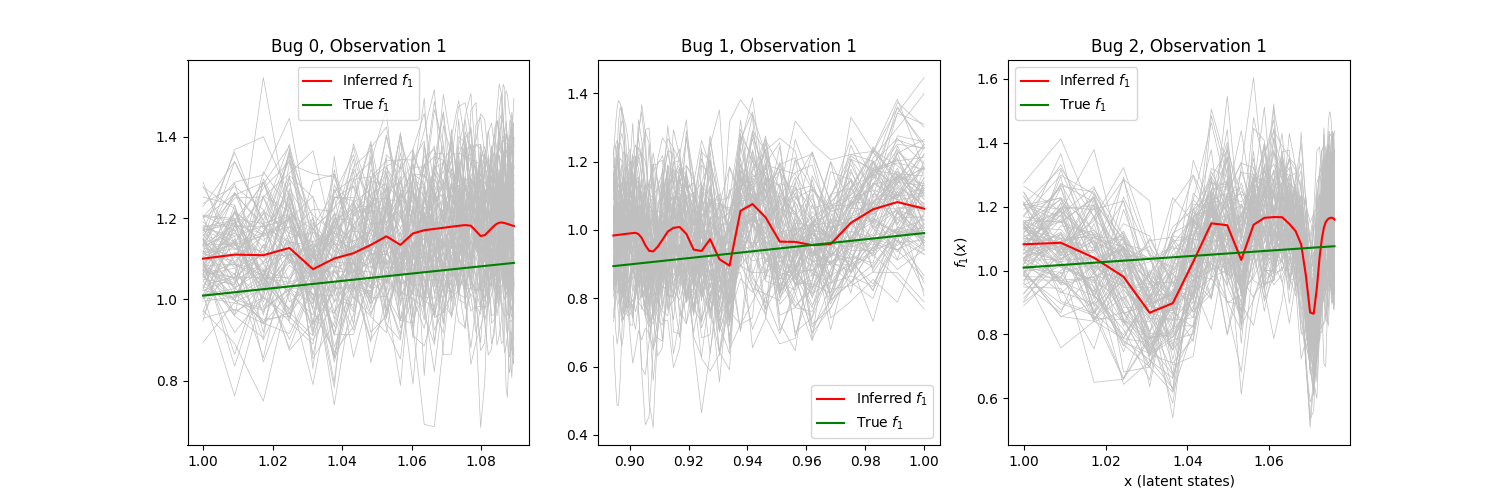 Bug 0, Observation 1
Inferred f₁
True f₁
1.4
1.2
1.0
0.8
1.00 1.02 1.04 1.06 1.08
Bug 1, Observation 1
1.4
1.2
1.0
0.8
0.6
0.4
Inferred f₁
True f₁
0.90 0.92 0.94 0.96 0.98 1.00
Bug 2, Observation 1
Inferred f₁
True f₁
1.6
1.4
1.2
1.0
0.8
0.6
f₁(x)
1.00 1.02 1.04 1.06
x (latent states)